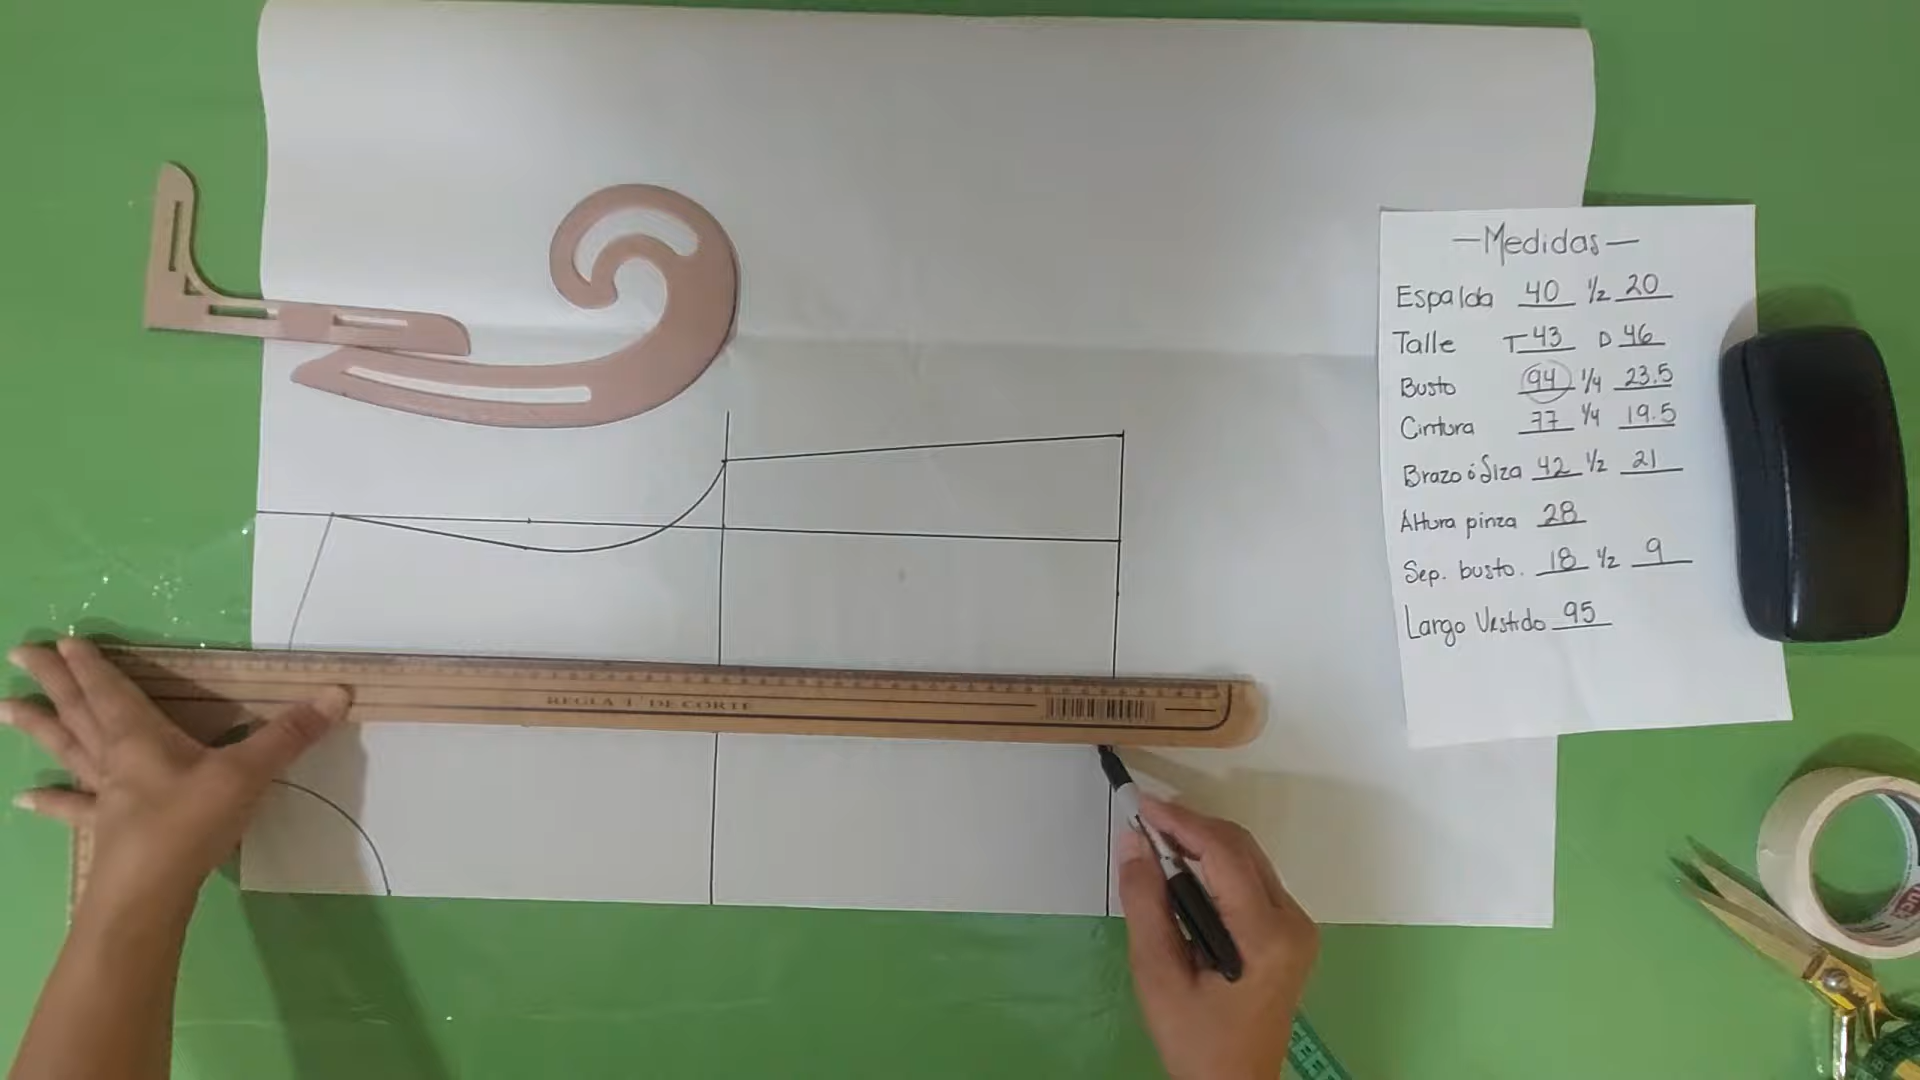 —Medidas—
Espalda 40 ½ 20
Talle T 43 D 46
Busto 94 ¼ 23.5
Cintura 77 ¼ 19.5
Brazo ó Siza 42 ½ 21
Altura pinza 28
Sep. busto. 18 ½ 9
Largo Vestido 95
REGLA "L" DE CORTE